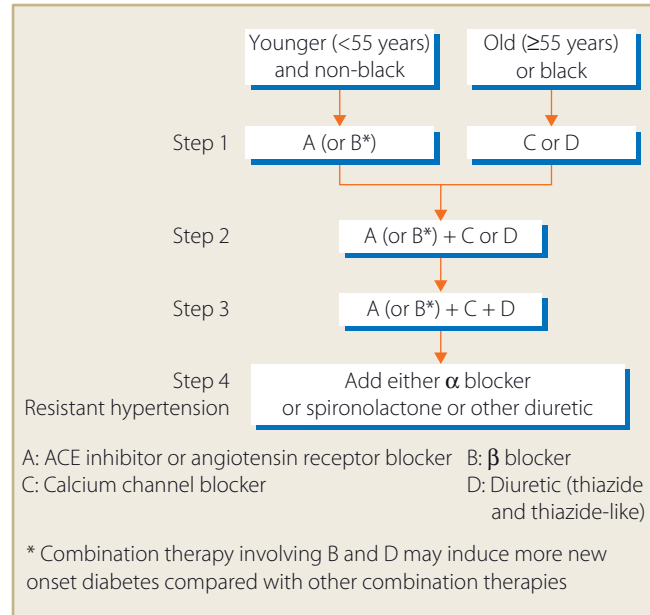 Younger (<55 years)
and non-black
Old (≥55 years)
or black
Step 1
A (or B*)
C or D
Step 2
A (or B*) + C or D
Step 3
A (or B*) + C + D
Step 4
Resistant hypertension
Add either α blocker
or spironolactone or other diuretic
A: ACE inhibitor or angiotensin receptor blocker
B: β blocker
C: Calcium channel blocker
D: Diuretic (thiazide
and thiazide-like)
* Combination therapy involving B and D may induce more new
onset diabetes compared with other combination therapies